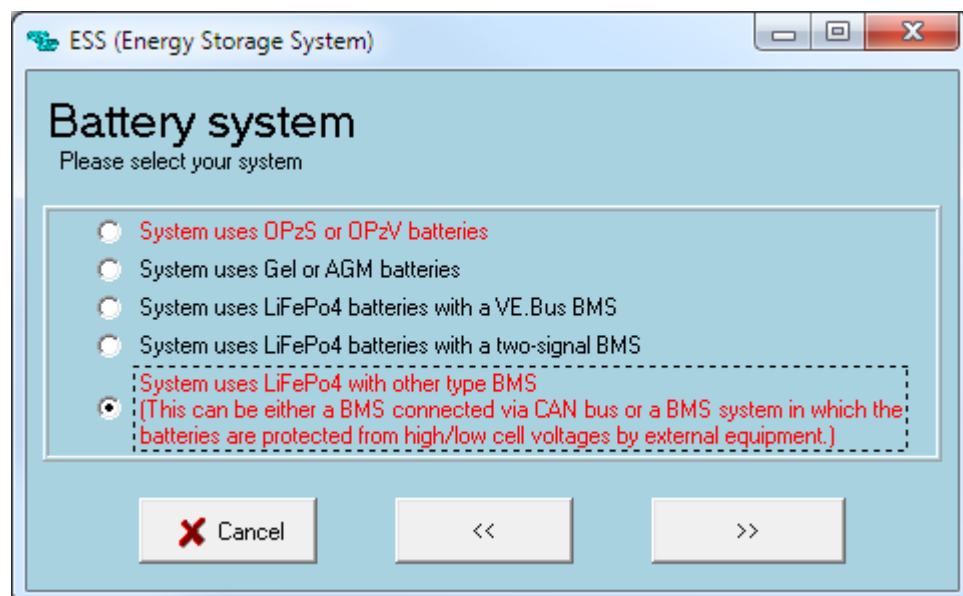 ESS (Energy Storage System)
Battery system
Please select your system
System uses OPzS or OPzV batteries
System uses Gel or AGM batteries
System uses LiFePo4 batteries with a VE.Bus BMS
System uses LiFePo4 batteries with a two-signal BMS
System uses LiFePo4 with other type BMS
(This can be either a BMS connected via CAN bus or a BMS system in which the
batteries are protected from high/low cell voltages by external equipment.)
Cancel
<<
>>